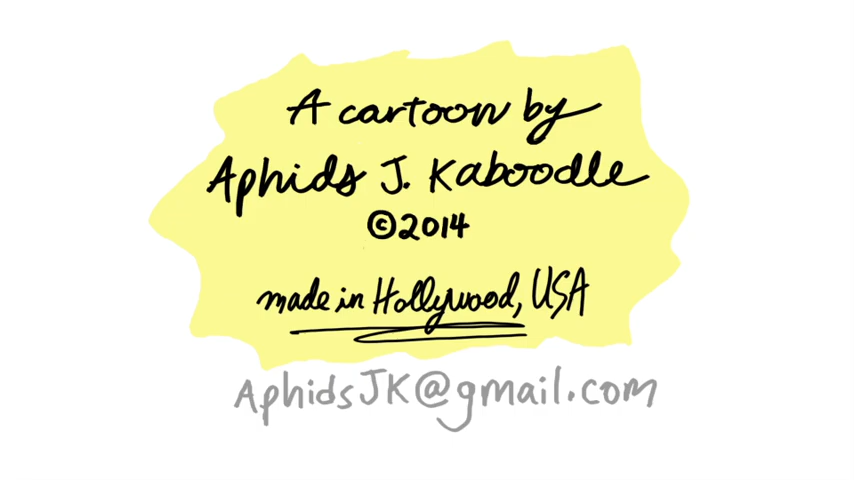 A cartoon by
Aphids J. Kaboodle
©2014
made in Hollywood, USA
AphidsJK@gmail.com